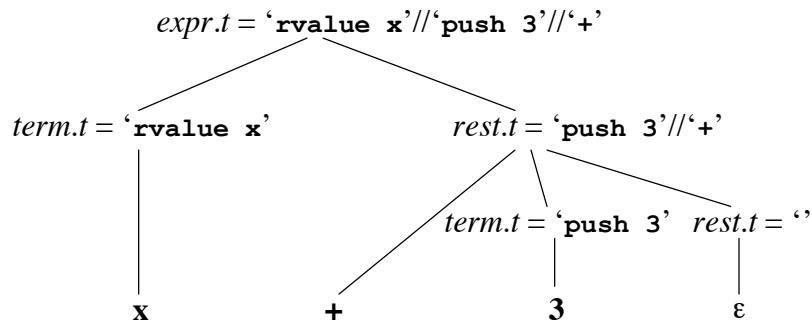 expr.t = ‘rvalue x’//‘push 3’//‘+’
term.t = ‘rvalue x’ rest.t = ‘push 3’//‘+’
term.t = ‘push 3’ rest.t = ‘’
x + 3 ε